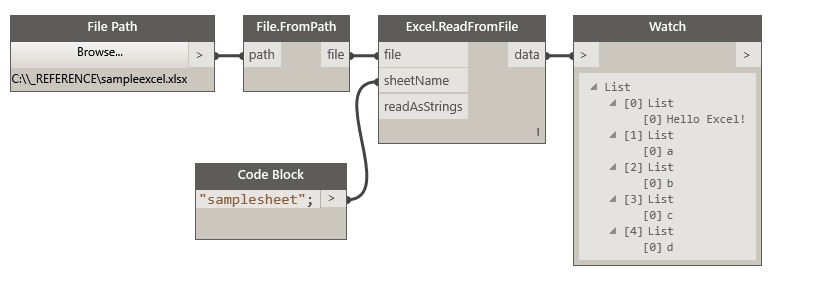 File Path
Browse...
>
C:\\_REFERENCE\sampleexcel.xlsx
File.FromPath
path
file
Excel.ReadFromFile
file
data
sheetName
readAsStrings
l
Code Block
"samplesheet";
>
Watch
>
>
List
[0] List
[0] Hello Excel!
[1] List
[0] a
[2] List
[0] b
[3] List
[0] c
[4] List
[0] d